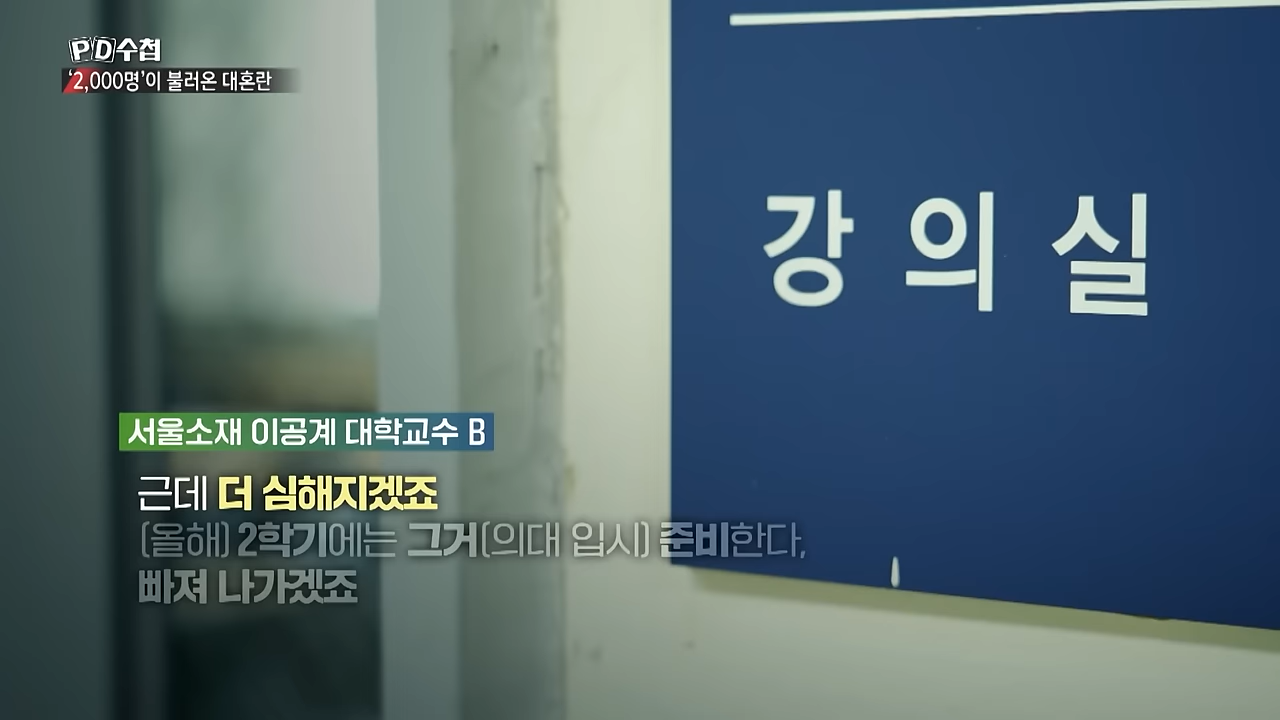 PD수첩
‘2,000명’이 불러온 대혼란
강의실
서울소재 이공계 대학교수 B
근데 더 심해지겠죠
(올해) 2학기에는 그거(의대 입시) 준비한다,
빠져 나가겠죠